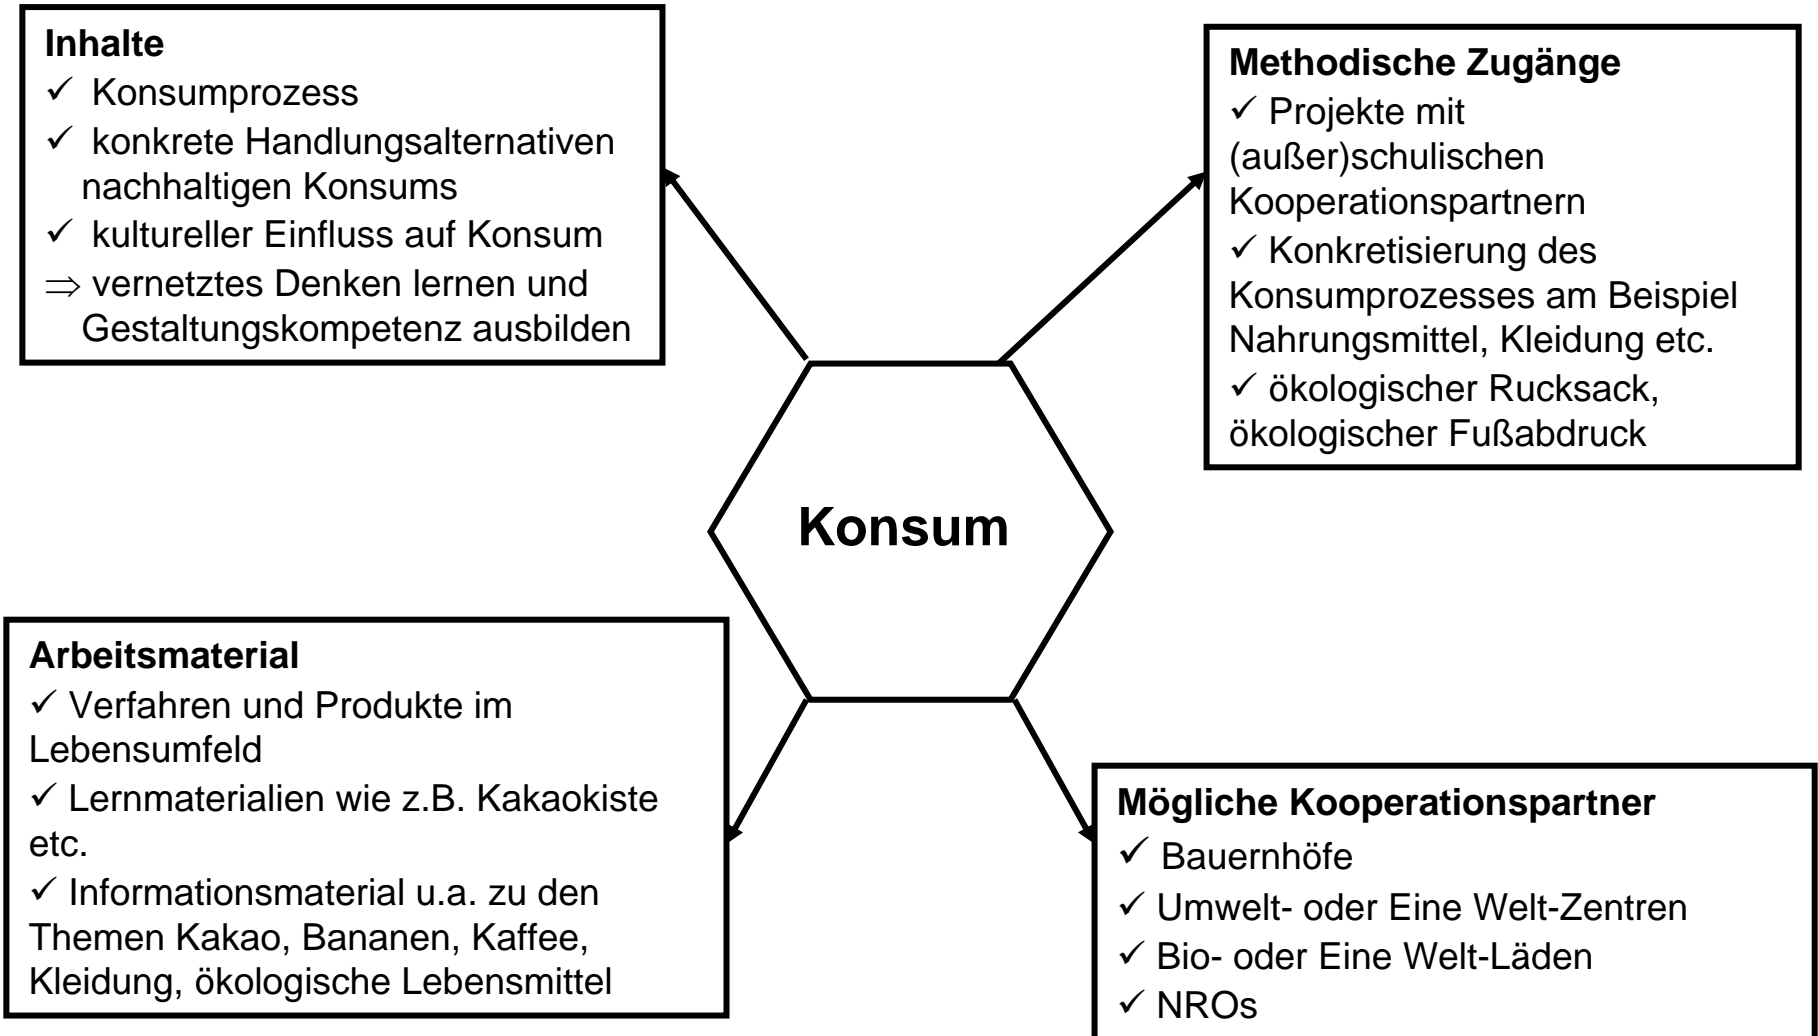 Inhalte
✓ Konsumprozess
✓ konkrete Handlungsalternativen
nachhaltigen Konsums
✓ kultureller Einfluss auf Konsum
⇒ vernetztes Denken lernen und
Gestaltungskompetenz ausbilden
Methodische Zugänge
✓ Projekte mit
(außer)schulischen
Kooperationspartnern
✓ Konkretisierung des
Konsumprozesses am Beispiel
Nahrungsmittel, Kleidung etc.
✓ ökologischer Rucksack,
ökologischer Fußabdruck
Konsum
Arbeitsmaterial
✓ Verfahren und Produkte im
Lebensumfeld
✓ Lernmaterialien wie z.B. Kakaokiste
etc.
✓ Informationsmaterial u.a. zu den
Themen Kakao, Bananen, Kaffee,
Kleidung, ökologische Lebensmittel
Mögliche Kooperationspartner
✓ Bauernhöfe
✓ Umwelt- oder Eine Welt-Zentren
✓ Bio- oder Eine Welt-Läden
✓ NROs